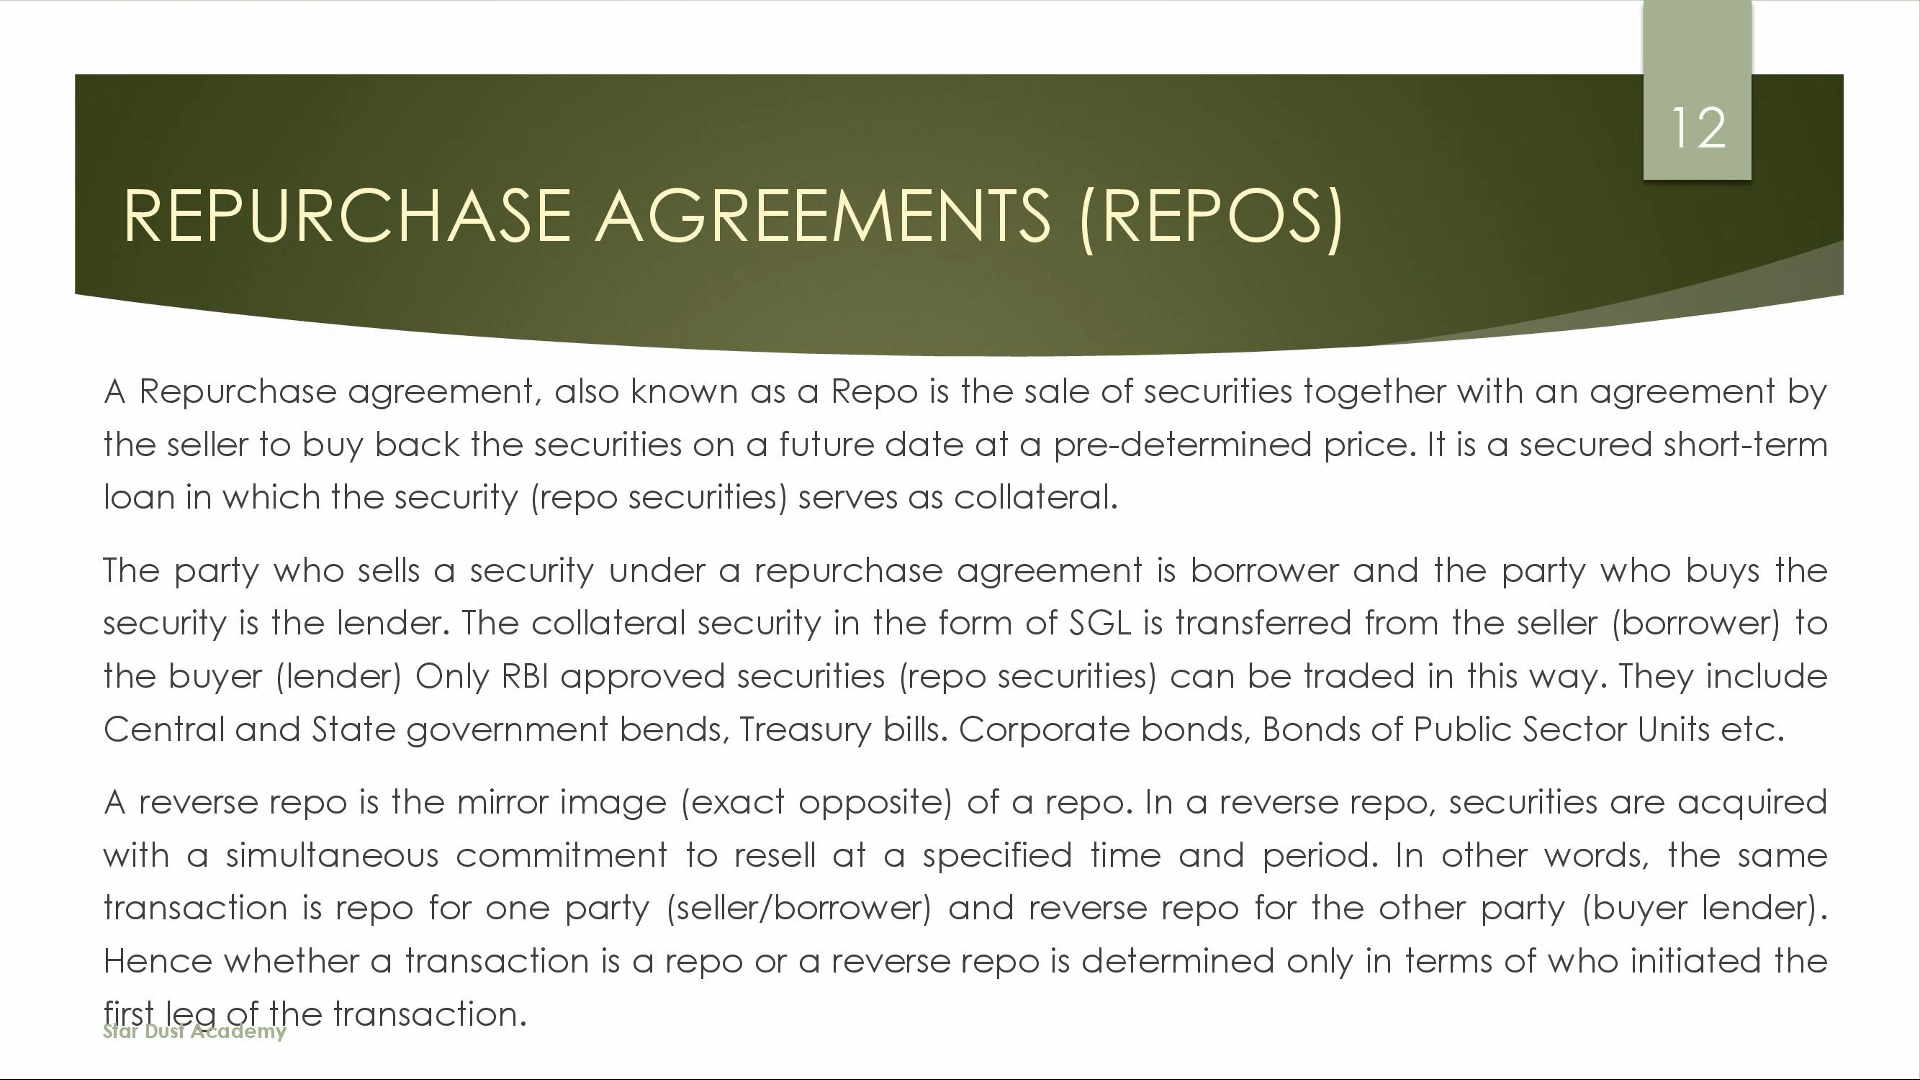 12
REPURCHASE AGREEMENTS (REPOS)
A Repurchase agreement, also known as a Repo is the sale of securities together with an agreement by
the seller to buy back the securities on a future date at a pre-determined price. It is a secured short-term
loan in which the security (repo securities) serves as collateral.
The party who sells a security under a repurchase agreement is borrower and the party who buys the
security is the lender. The collateral security in the form of SGL is transferred from the seller (borrower) to
the buyer (lender) Only RBI approved securities (repo securities) can be traded in this way. They include
Central and State government bends, Treasury bills. Corporate bonds, Bonds of Public Sector Units etc.
A reverse repo is the mirror image (exact opposite) of a repo. In a reverse repo, securities are acquired
with a simultaneous commitment to resell at a specified time and period. In other words, the same
transaction is repo for one party (seller/borrower) and reverse repo for the other party (buyer lender).
Hence whether a transaction is a repo or a reverse repo is determined only in terms of who initiated the
first leg of the transaction.
Star Dust Academy